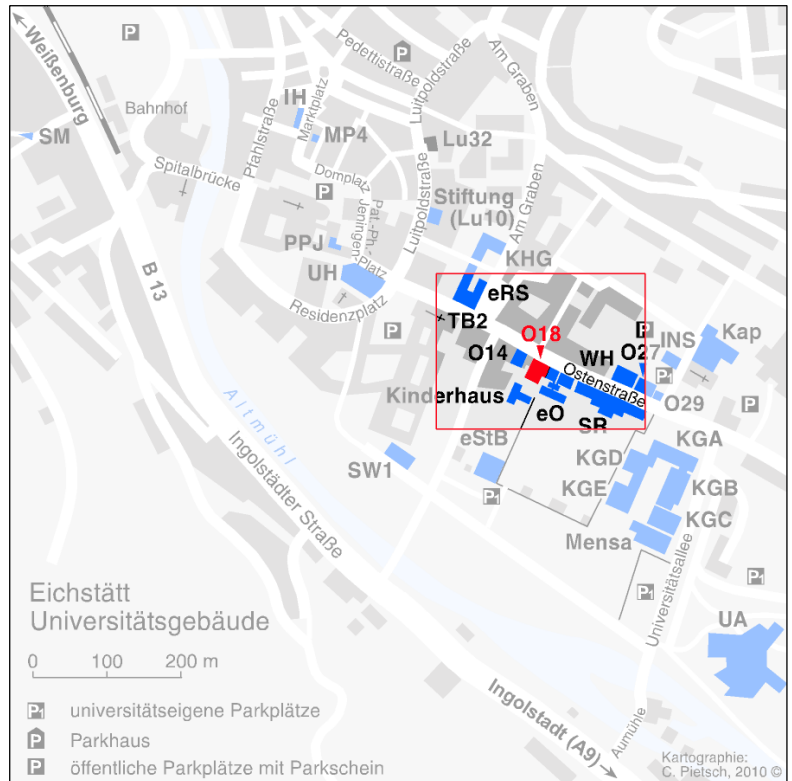 Weißenburg
P
Pedettistraße
P
Luitpoldstraße
Am Graben
Bahnhof
Pfahlstraße
IH
Marktplatz
MP4
SM
Lu32
Spitalbrücke
Domplatz
P
Jeningen-
Pat.-Ph.-
Platz
Luitpoldstraße
Stiftung
(Lu10)
Am Graben
PPJ
KHG
B 13
UH
Residenzplatz
eRS
TB2
O18
P
INS
Kap
O14
WH
O27
P
Ostenstraße
Kinderhaus
eO
O29
P
SR
Altmühl
eStB
KGA
SW1
KGD
P
KGE
KGB
KGC
Ingolstädter Straße
Mensa
Universitätsallee
P
P
Eichstätt
Universitätsgebäude
UA
0 100 200 m
P
universitätseigene Parkplätze
P
Parkhaus
P
öffentliche Parkplätze mit Parkschein
Ingolstadt (A9)
Aumühle
Kartographie:
C. Pietsch, 2010 ©